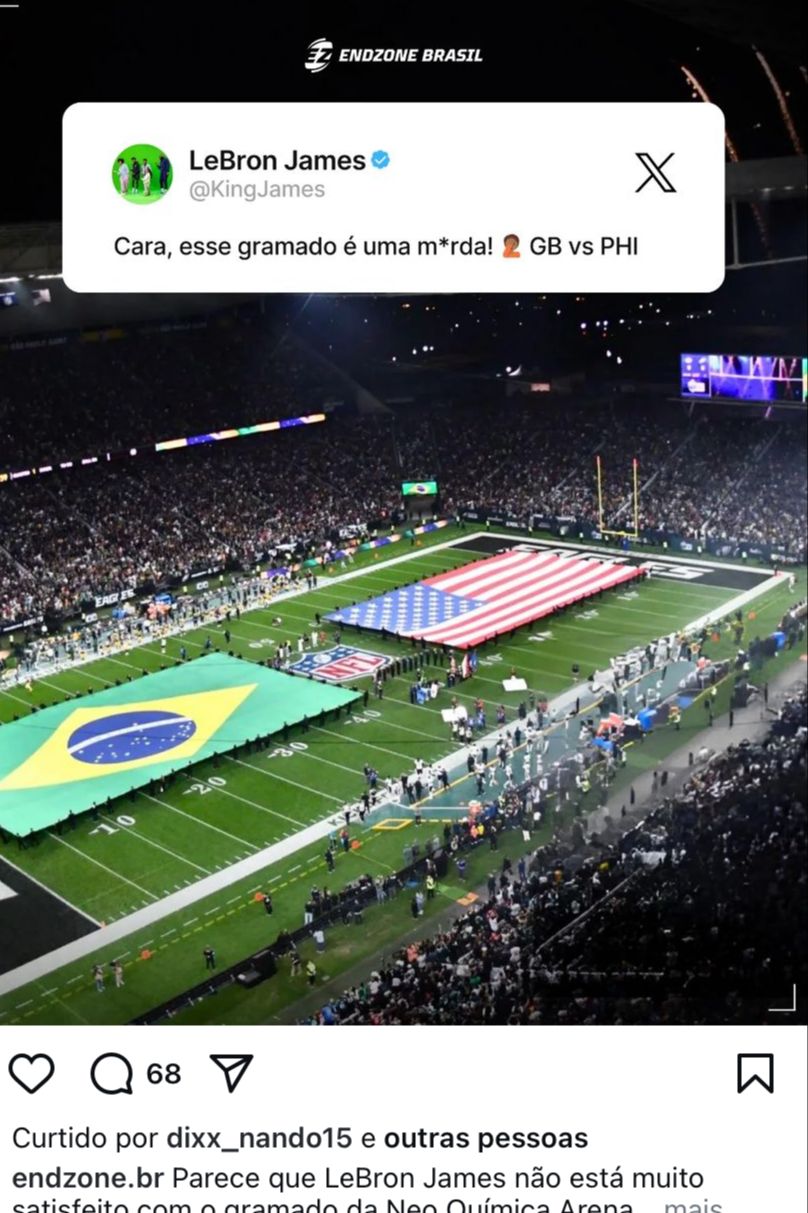 ENDZONE BRASIL
LeBron James
@KingJames
Cara, esse gramado é uma m*rda! 🤦🏾‍♂️ GB vs PHI
EAGLES
EAGLES
NFL
10
20
30
40
68
Curtido por dixx_nando15 e outras pessoas
endzone.br Parece que LeBron James não está muito
satisfeito com o gramado da Neo Química Arena... mais